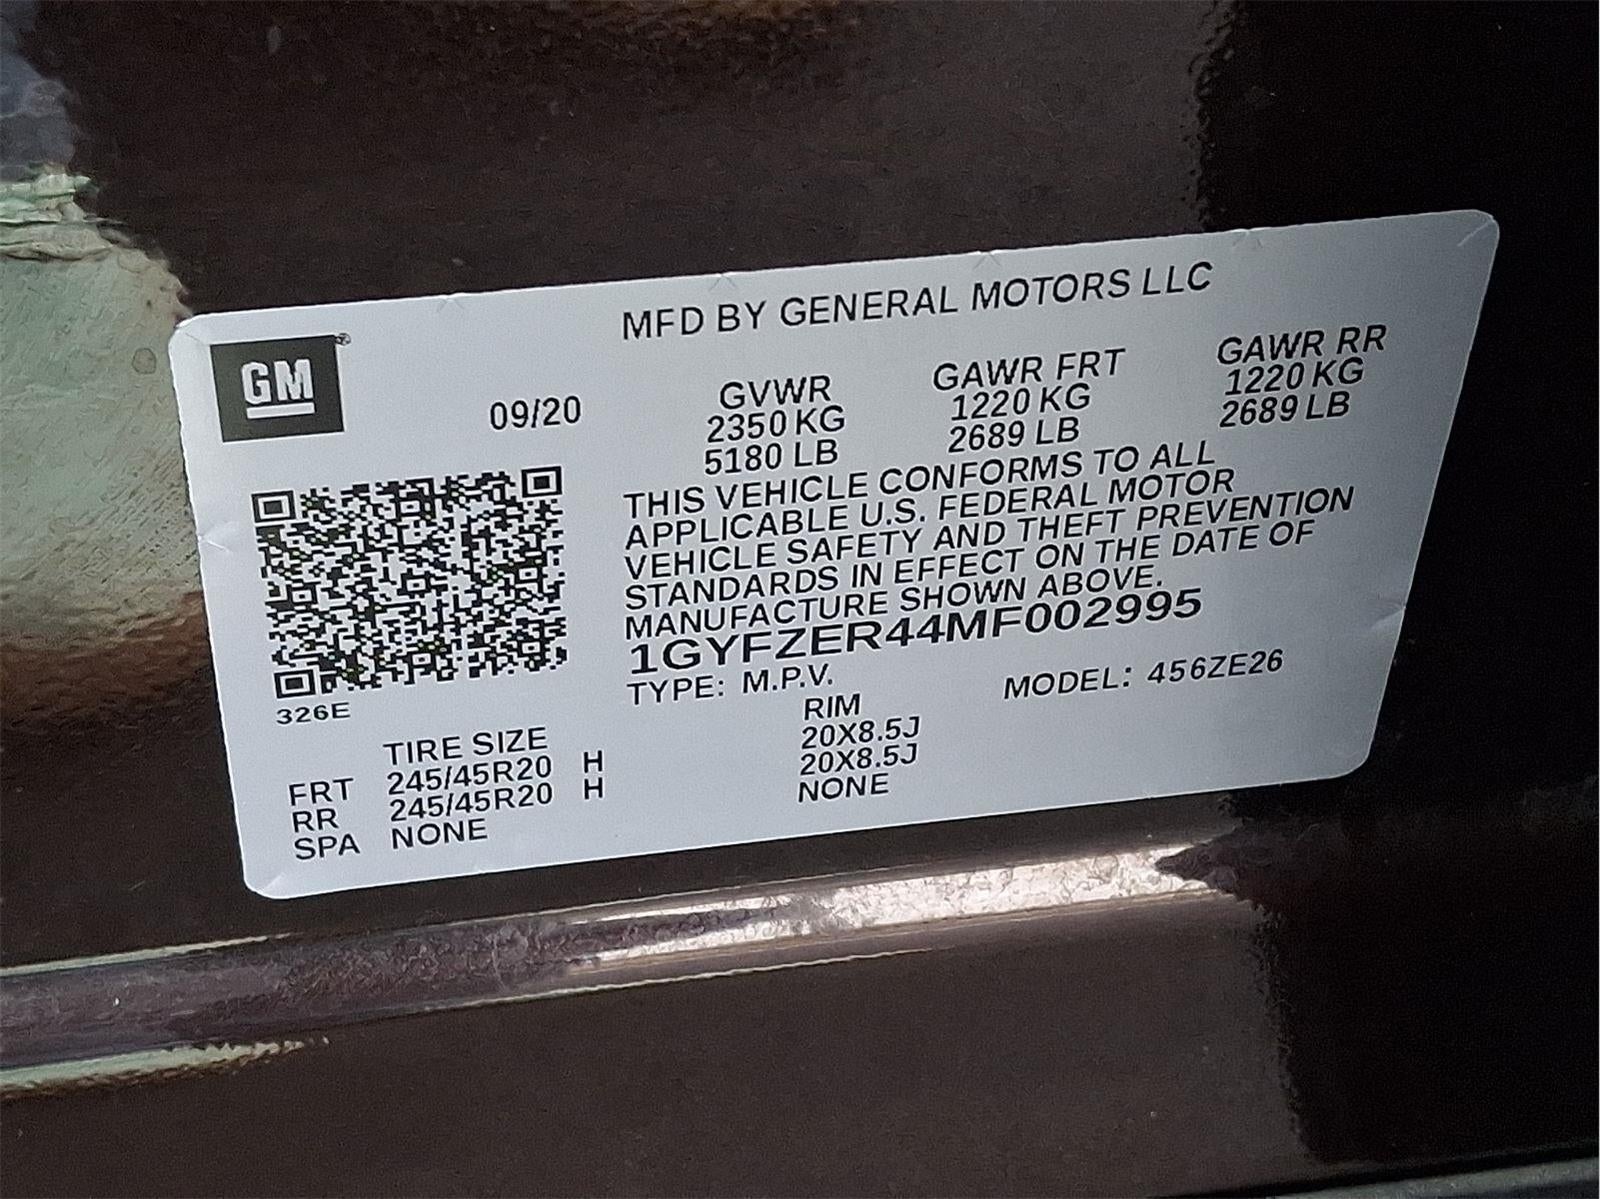 MFD BY GENERAL MOTORS LLC
GM
09/20
GVWR
2350 KG
5180 LB
GAWR FRT
1220 KG
2689 LB
GAWR RR
1220 KG
2689 LB
THIS VEHICLE CONFORMS TO ALL
APPLICABLE U.S. FEDERAL MOTOR
VEHICLE SAFETY AND THEFT PREVENTION
STANDARDS IN EFFECT ON THE DATE OF
MANUFACTURE SHOWN ABOVE.
1GYFZER44MF002995
TYPE: M.P.V. MODEL: 456ZE26
326E
TIRE SIZE RIM
FRT 245/45R20 H 20X8.5J
RR 245/45R20 H 20X8.5J
SPA NONE NONE